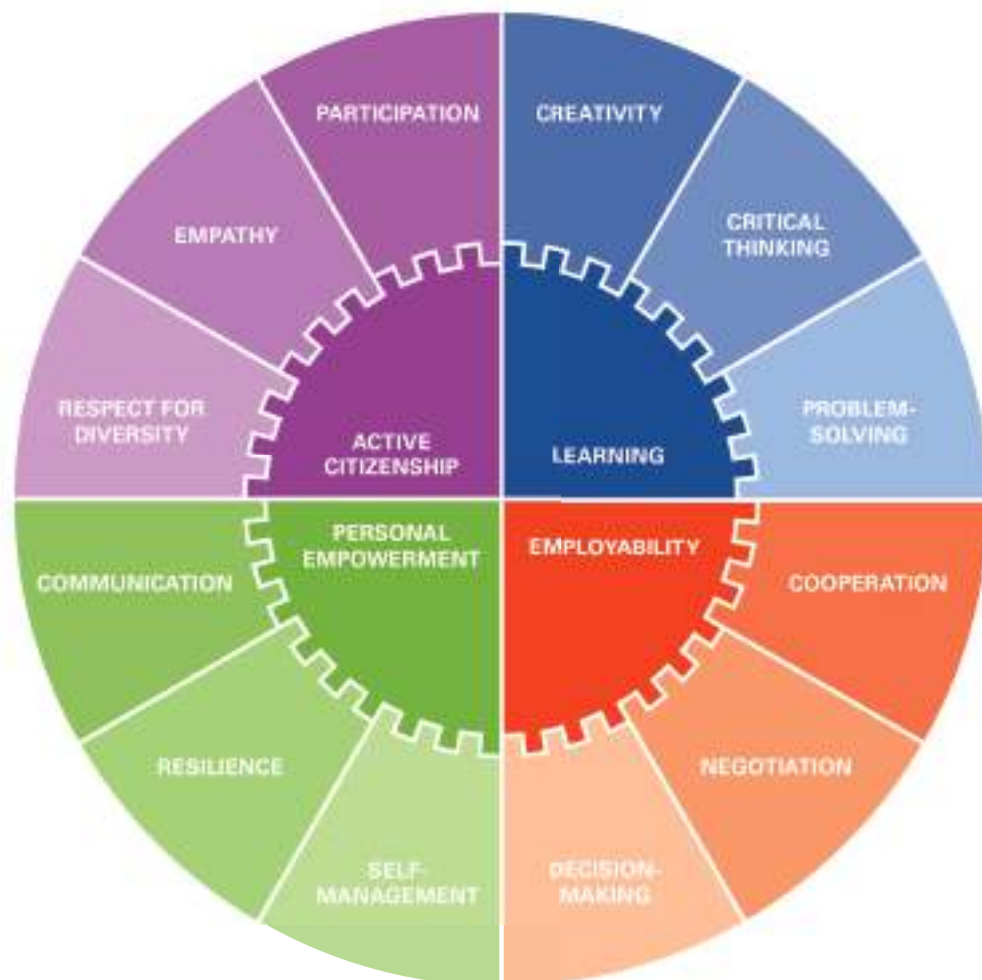 PARTICIPATION
CREATIVITY
EMPATHY
CRITICAL
THINKING
RESPECT FOR
DIVERSITY
PROBLEM-
SOLVING
ACTIVE
CITIZENSHIP
LEARNING
PERSONAL
EMPOWERMENT
EMPLOYABILITY
COMMUNICATION
COOPERATION
RESILIENCE
NEGOTIATION
SELF-
MANAGEMENT
DECISION-
MAKING